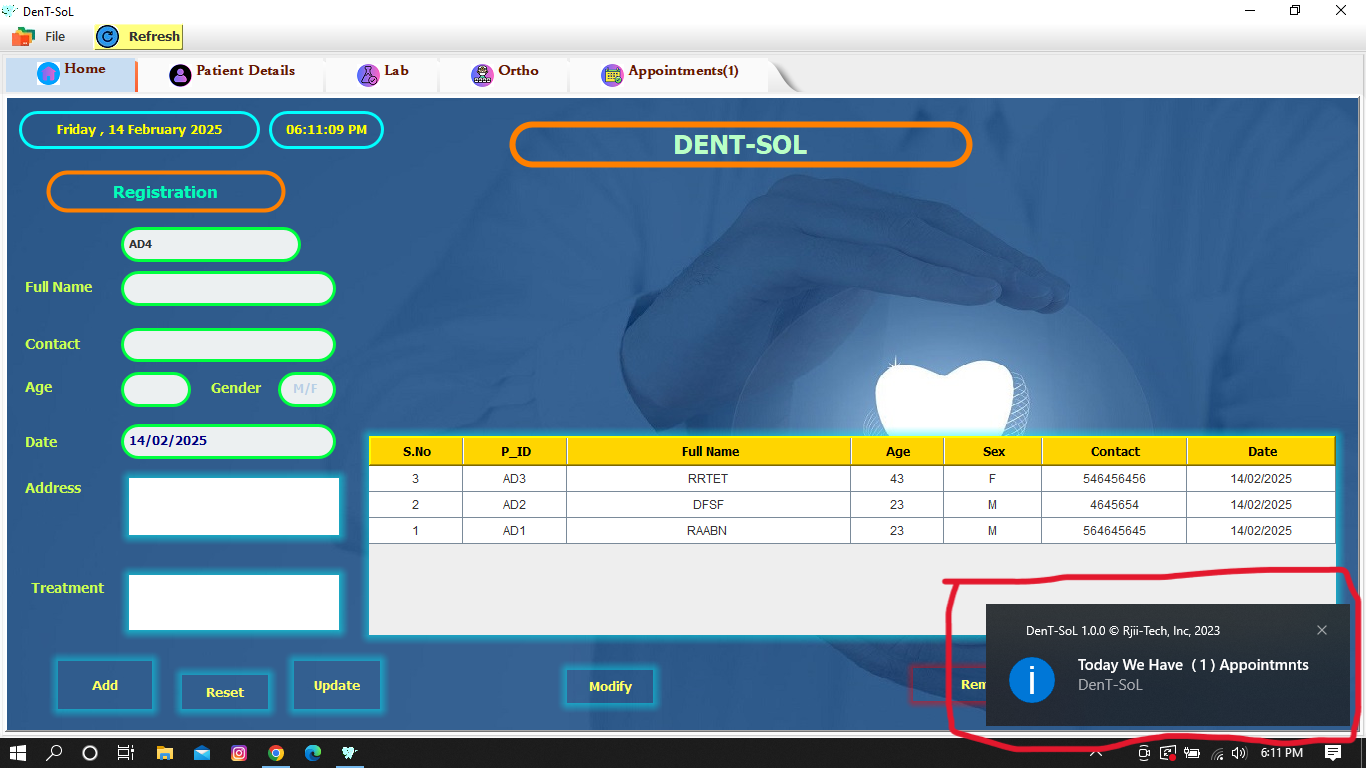 DenT-SoL
File
Refresh
Home
Patient Details
Lab
Ortho
Appointments(1)
Friday , 14 February 2025
06:11:09 PM
DENT-SOL
Registration
AD4
Full Name
Contact
Age
Gender
M/F
Date
14/02/2025
Address
Treatment
Add
Reset
Update
S.No P_ID Full Name Age Sex Contact Date
3 AD3 RRTET 43 F 546456456 14/02/2025
2 AD2 DFSF 23 M 4645654 14/02/2025
1 AD1 RAABN 23 M 564645645 14/02/2025
Modify
Rem
DenT-SoL 1.0.0 © Rjii-Tech, Inc, 2023
Today We Have ( 1 ) Appointmnts
DenT-SoL
6:11 PM